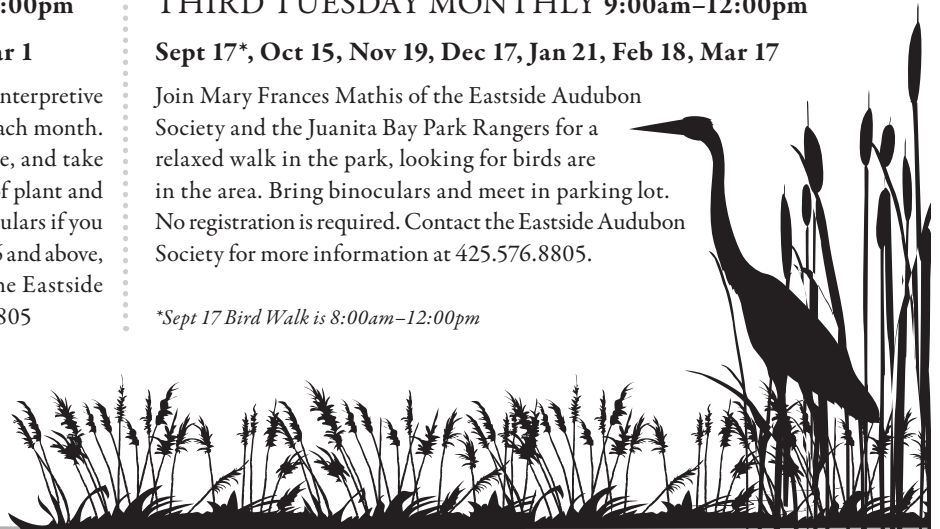 :00pm
ar 1
nterpretive
ach month.
e, and take
of plant and
ulars if you
and above,
he Eastside
805
THIRD TUESDAY MONTHLY 9:00am–12:00pm
Sept 17*, Oct 15, Nov 19, Dec 17, Jan 21, Feb 18, Mar 17
Join Mary Frances Mathis of the Eastside Audubon
Society and the Juanita Bay Park Rangers for a
relaxed walk in the park, looking for birds are
in the area. Bring binoculars and meet in parking lot.
No registration is required. Contact the Eastside Audubon
Society for more information at 425.576.8805.
*Sept 17 Bird Walk is 8:00am–12:00pm